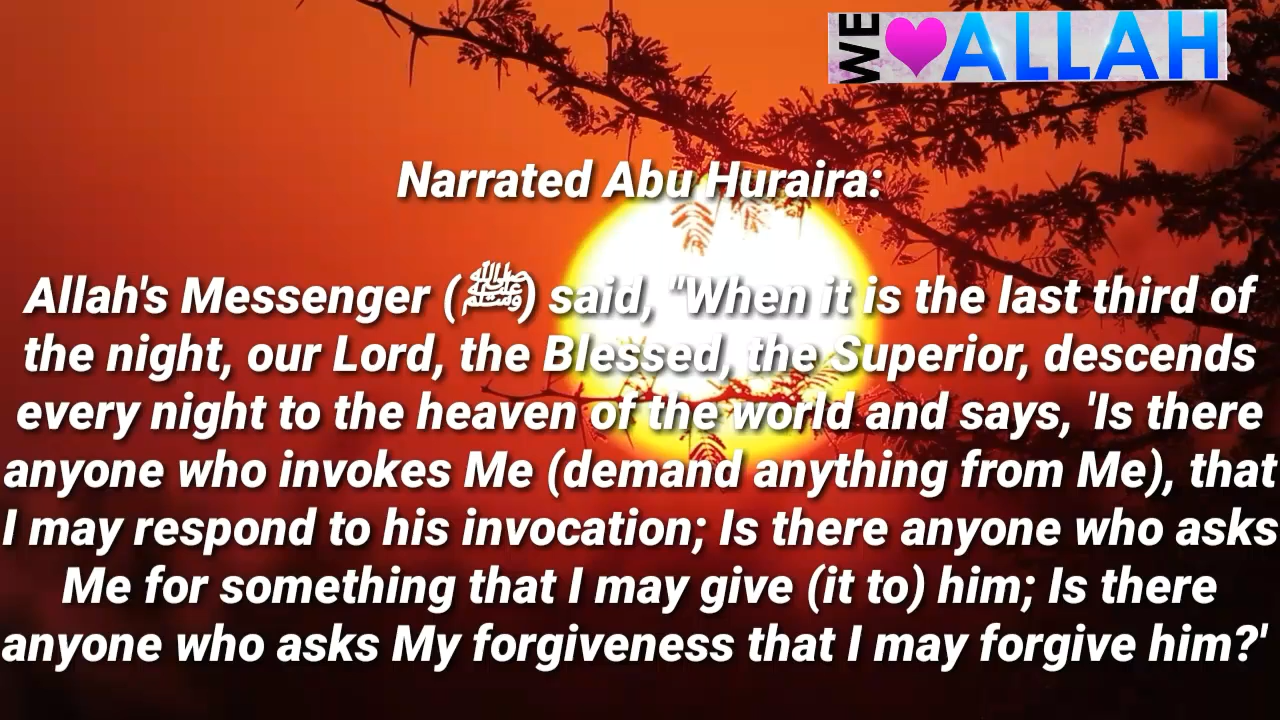 WE ALLAH
Narrated Abu Huraira:
Allah's Messenger (ﷺ) said, "When it is the last third of
the night, our Lord, the Blessed, the Superior, descends
every night to the heaven of the world and says, 'Is there
anyone who invokes Me (demand anything from Me), that
I may respond to his invocation; Is there anyone who asks
Me for something that I may give (it to) him; Is there
anyone who asks My forgiveness that I may forgive him?'